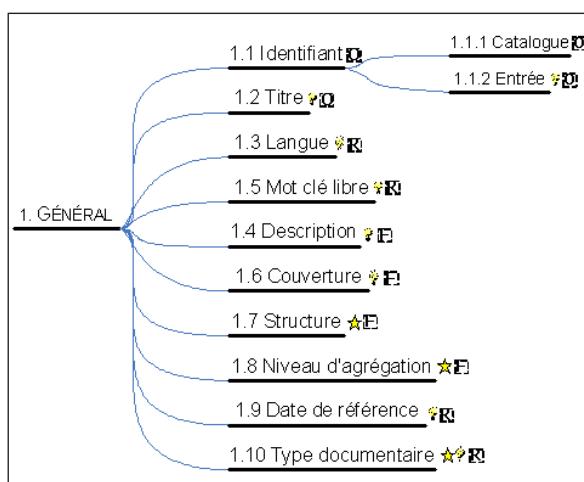 1. GÉNÉRAL
1.1 Identifiant O
1.1.1 Catalogue O
1.1.2 Entrée O
1.2 Titre O
1.3 Langue R
1.5 Mot clé libre R
1.4 Description F
1.6 Couverture F
1.7 Structure F
1.8 Niveau d'agrégation F
1.9 Date de référence R
1.10 Type documentaire R